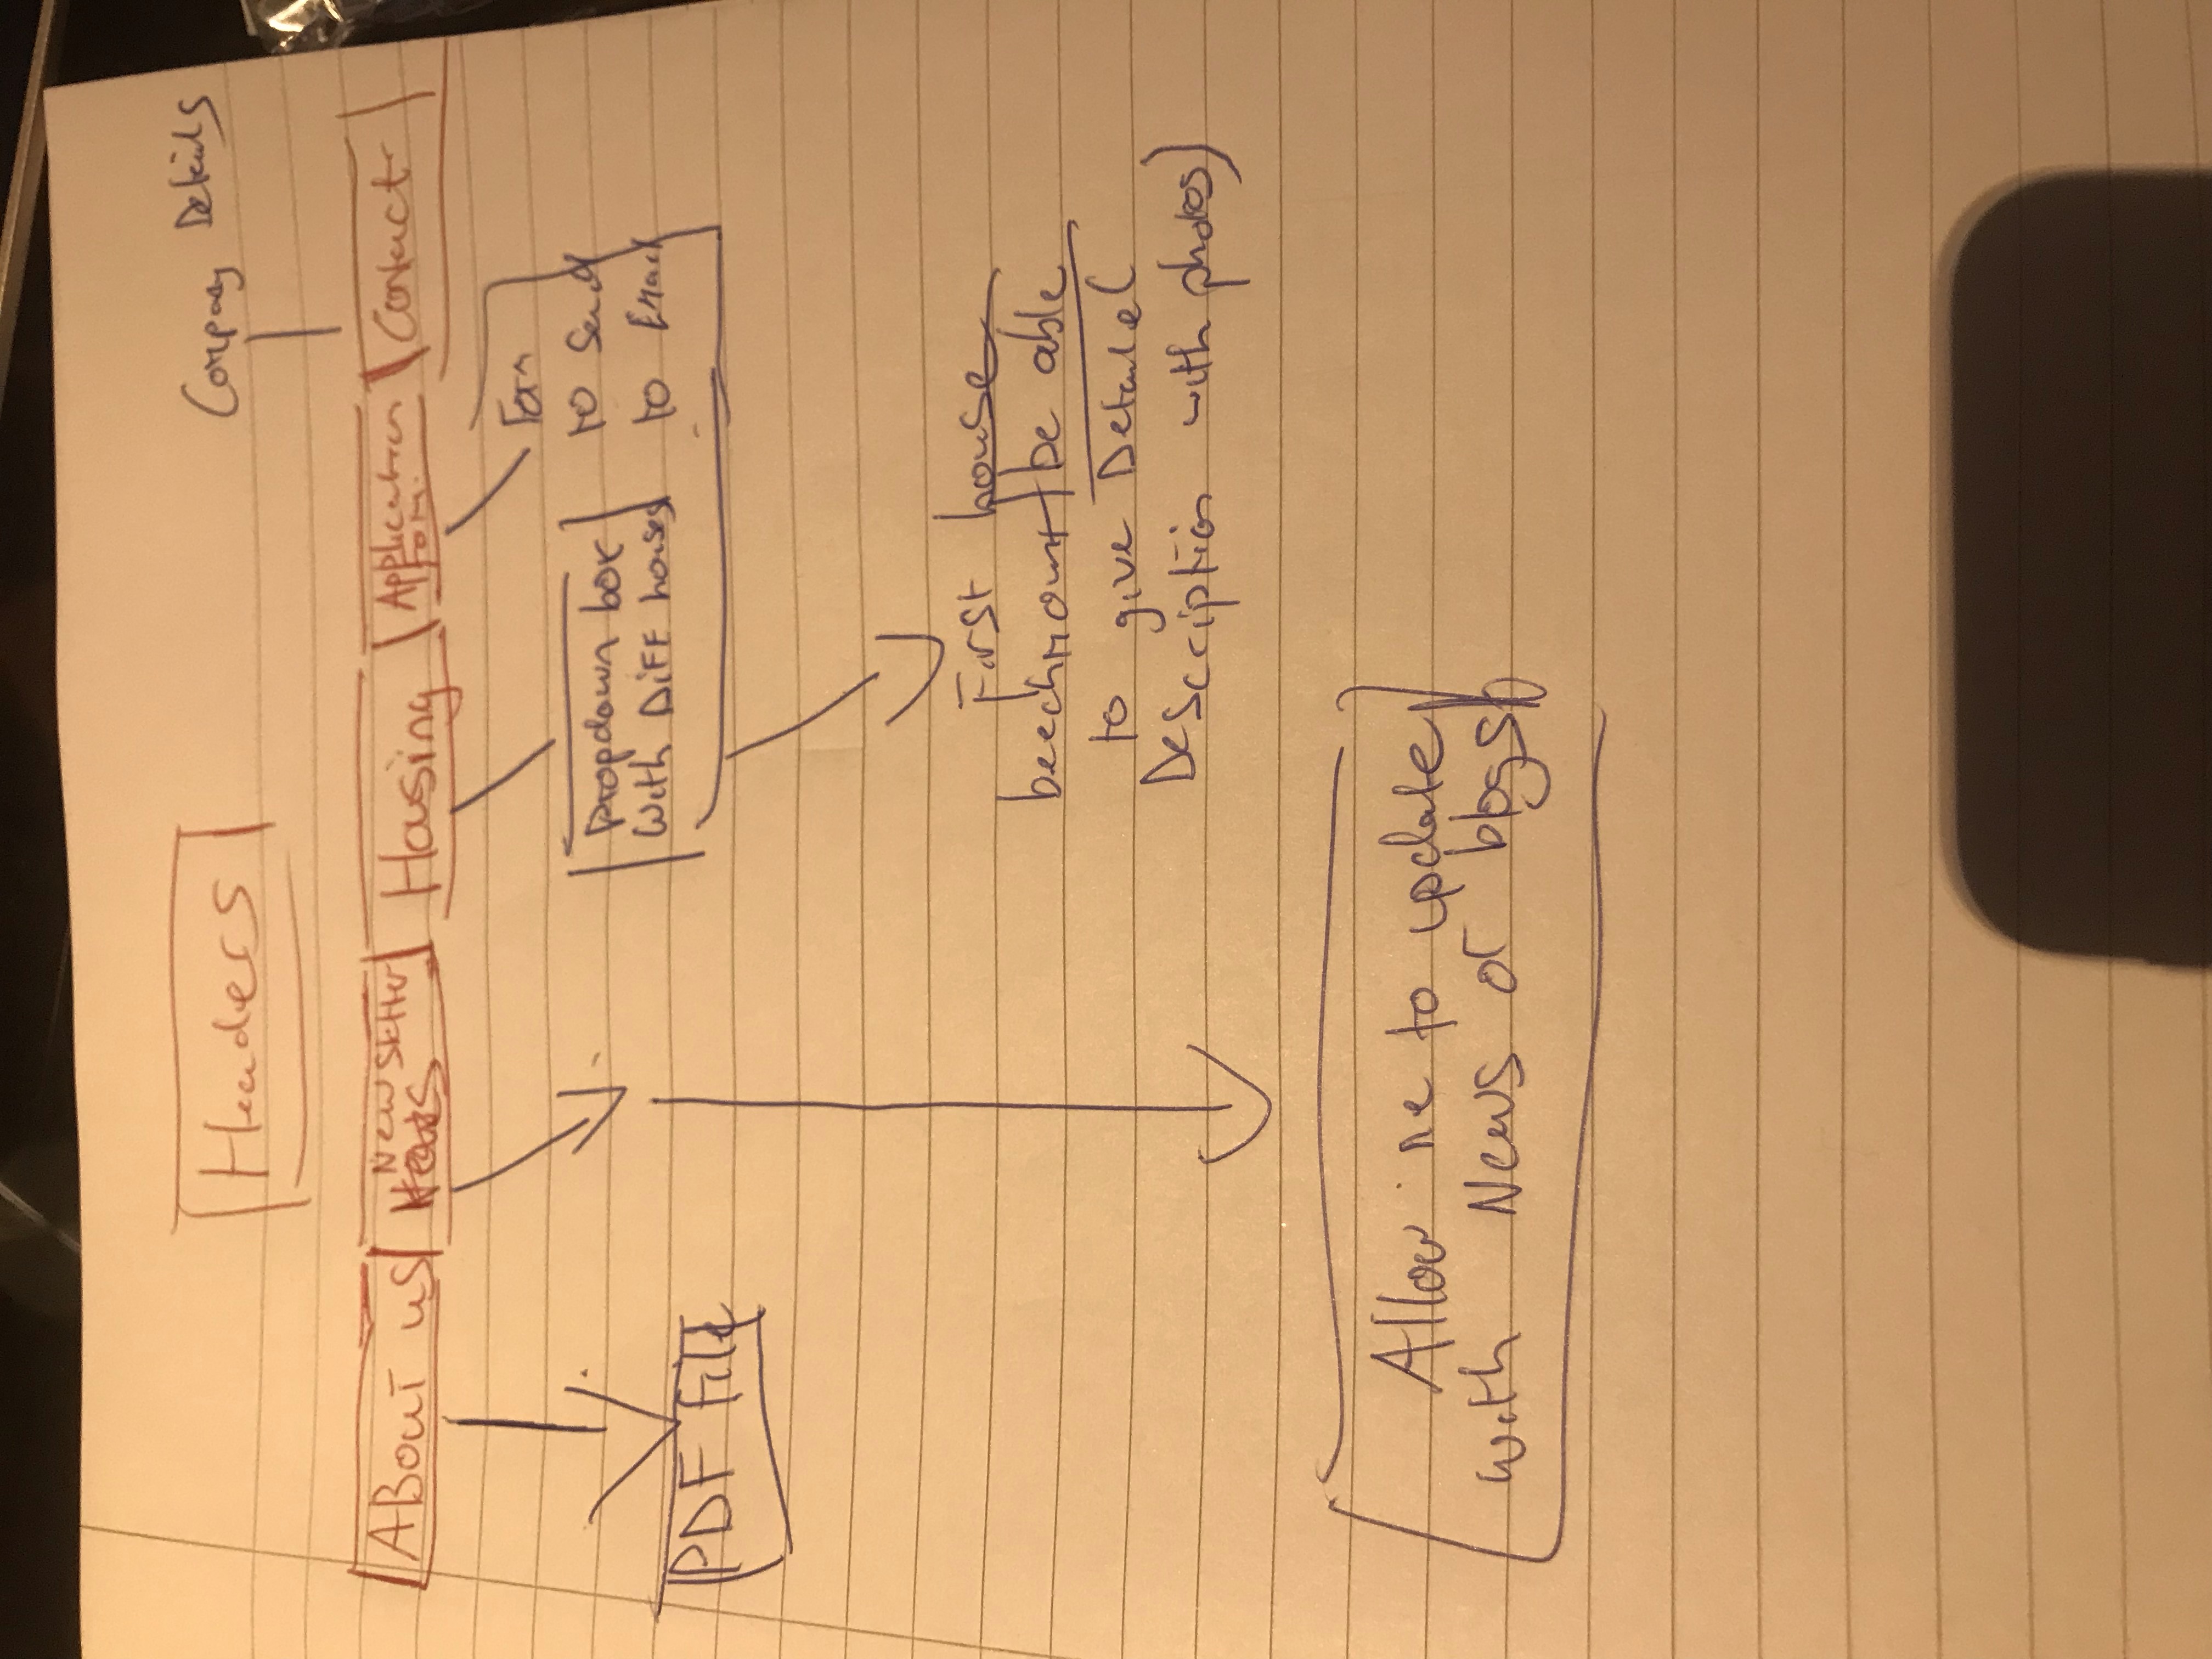 Headers
Company Details
ABout us
Newsletter
Housing
Application
Form
Contact
Form
to Send
to Email
Dropdown box
With Diff houses
PDF File
First house
beechmount be able
to give Detailed
Description with photos)
Allow me to update
with News or blogs